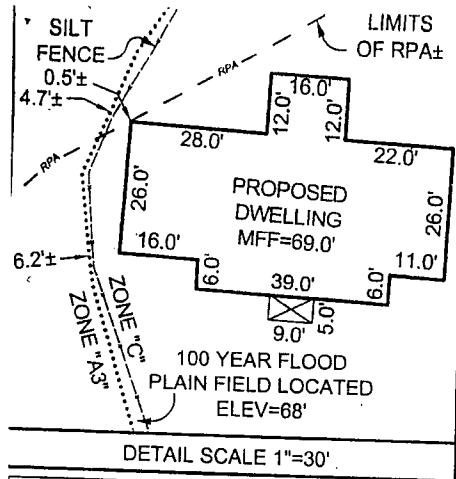 SILT
FENCE
0.5'±
4.7'±
LIMITS
OF RPA±
RPA
RPA
16.0'
12.0'
12.0'
28.0'
22.0'
26.0'
26.0'
PROPOSED
DWELLING
MFF=69.0'
16.0'
11.0'
6.0'
6.0'
39.0'
6.2'±
5.0'
9.0'
ZONE "C"
ZONE "A3"
100 YEAR FLOOD
PLAIN FIELD LOCATED
ELEV=68'
DETAIL SCALE 1"=30'